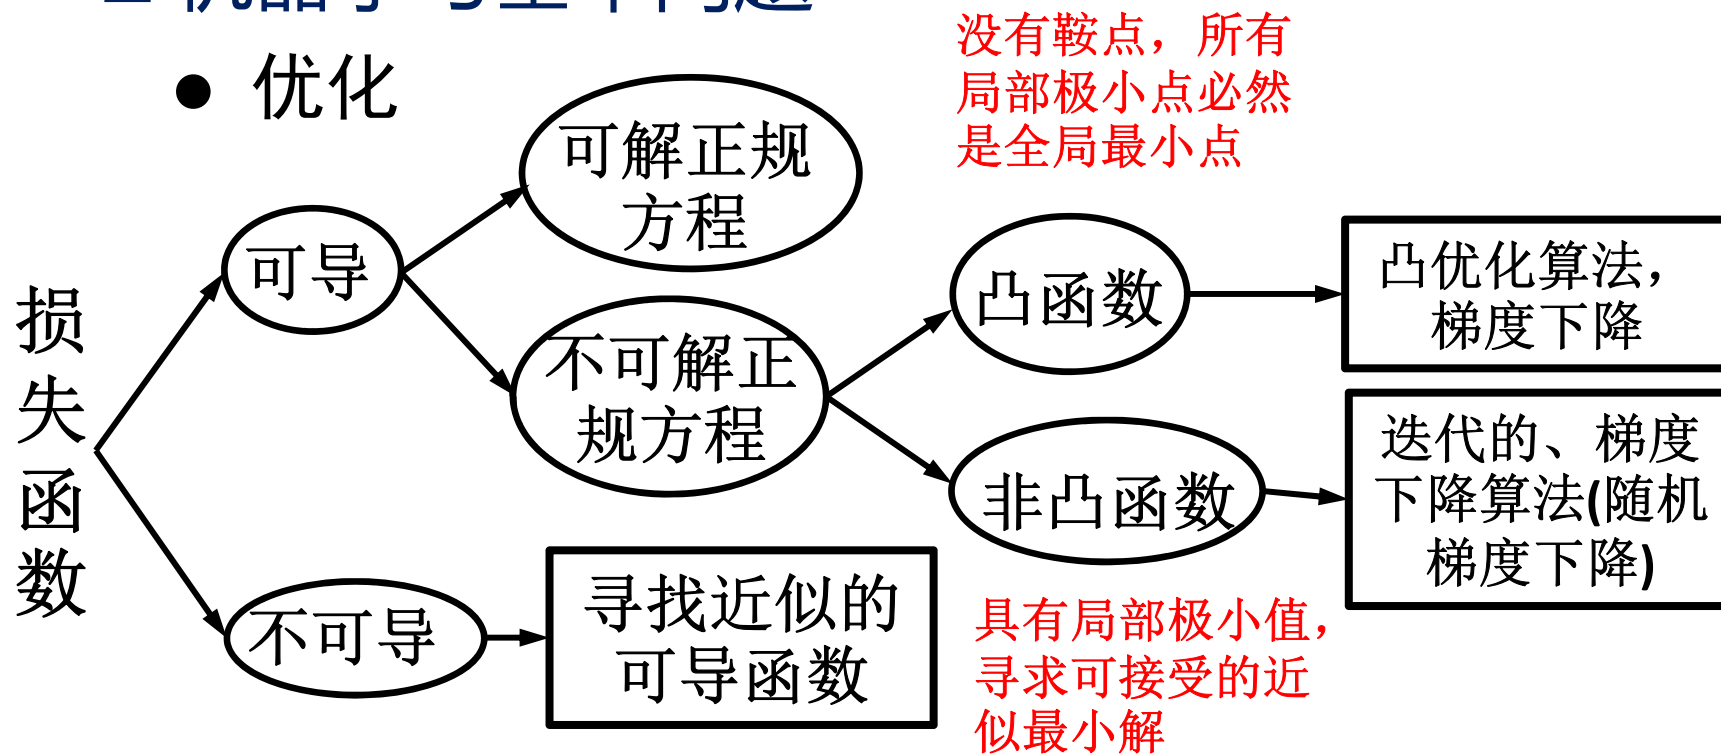 优化
没有鞍点，所有
局部极小点必然
是全局最小点
可解正规
方程
可导
损
失
函
数
不可解正
规方程
凸函数
凸优化算法，
梯度下降
非凸函数
迭代的、梯度
下降算法(随机
梯度下降)
不可导
寻找近似的
可导函数
具有局部极小值，
寻求可接受的近
似最小解